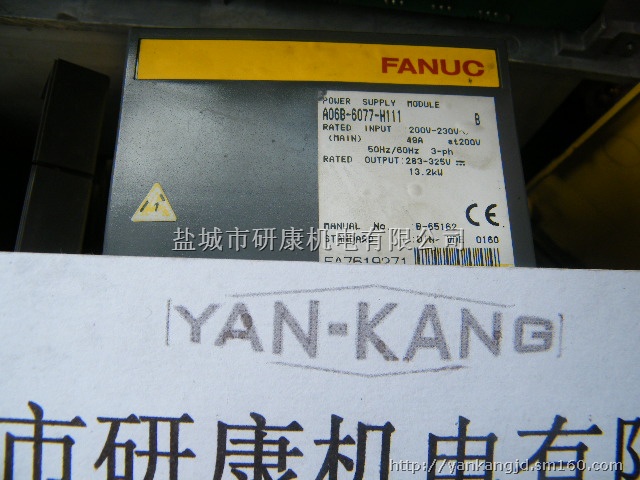 FANUC
POWER SUPPLY MODULE
A06B-6077-H111 B
RATED INPUT 200V-230V~
(MAIN) 49A at200V
50Hz/60Hz 3-ph
RATED OUTPUT:283-325V
13.2kW
MANUAL No. B-65162
0160
EA7619271
盐城市研康机电有限公司
YAN-KANG
市研康机电有限
http://yankangjd.sm160.com/